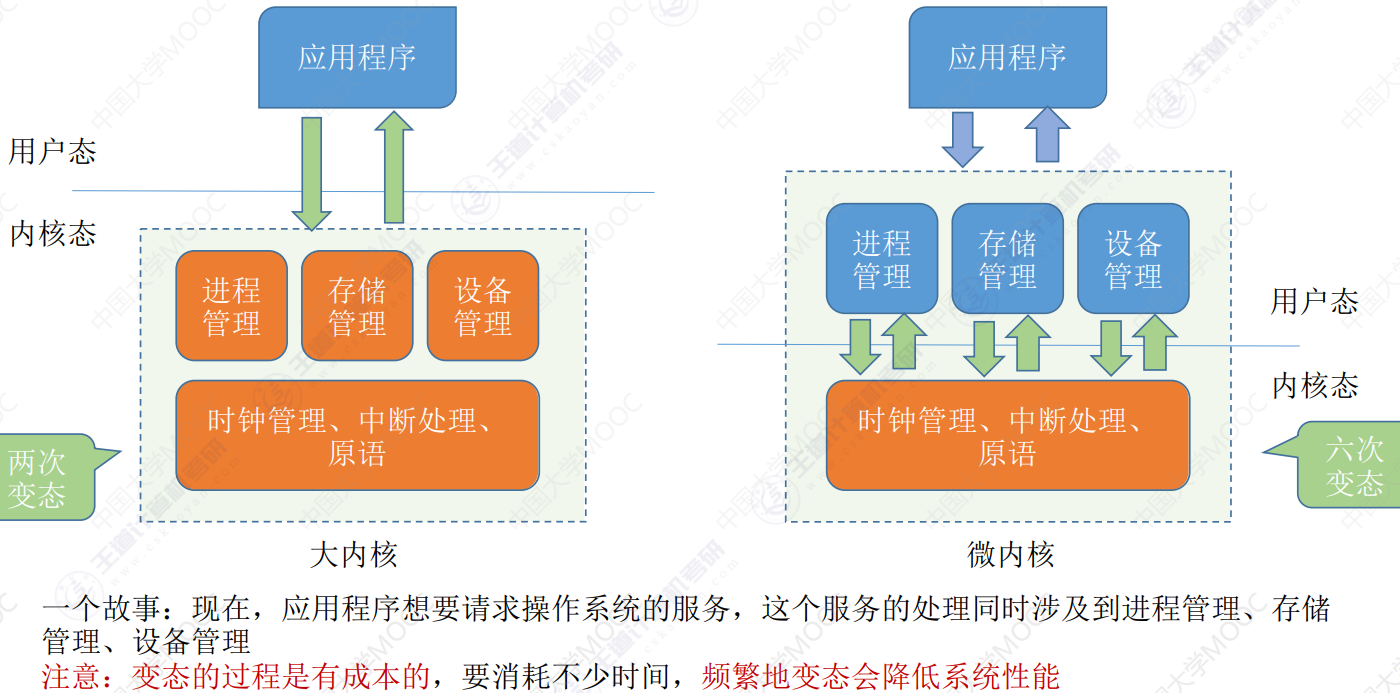 应用程序
应用程序
用户态
内核态
进程
管理
存储
管理
设备
管理
进程
管理
存储
管理
设备
管理
用户态
内核态
时钟管理、中断处理、
原语
时钟管理、中断处理、
原语
两次
变态
六次
变态
大内核
微内核
一个故事：现在，应用程序想要请求操作系统的服务，这个服务的处理同时涉及到进程管理、存储
管理、设备管理
注意：变态的过程是有成本的，要消耗不少时间，频繁地变态会降低系统性能
中国大学MOOC
王道计算机考研
www.cskaoyan.com